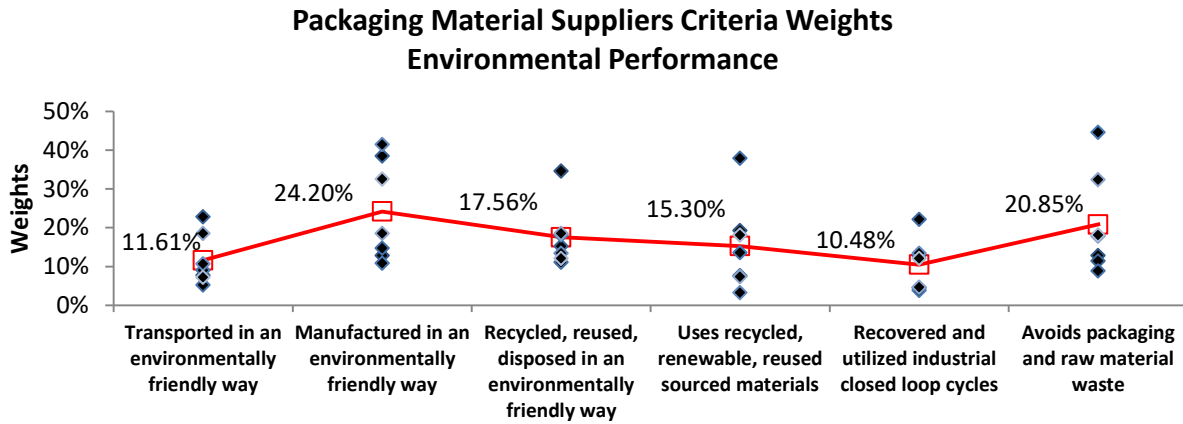 Packaging Material Suppliers Criteria Weights
Environmental Performance
Weights
50%
40%
30%
20%
10%
0%
11.61%
24.20%
17.56%
15.30%
10.48%
20.85%
Transported in an
environmentally
friendly way
Manufactured in an
environmentally
friendly way
Recycled, reused,
disposed in an
environmentally
friendly way
Uses recycled,
renewable, reused
sourced materials
Recovered and
utilized industrial
closed loop cycles
Avoids packaging
and raw material
waste